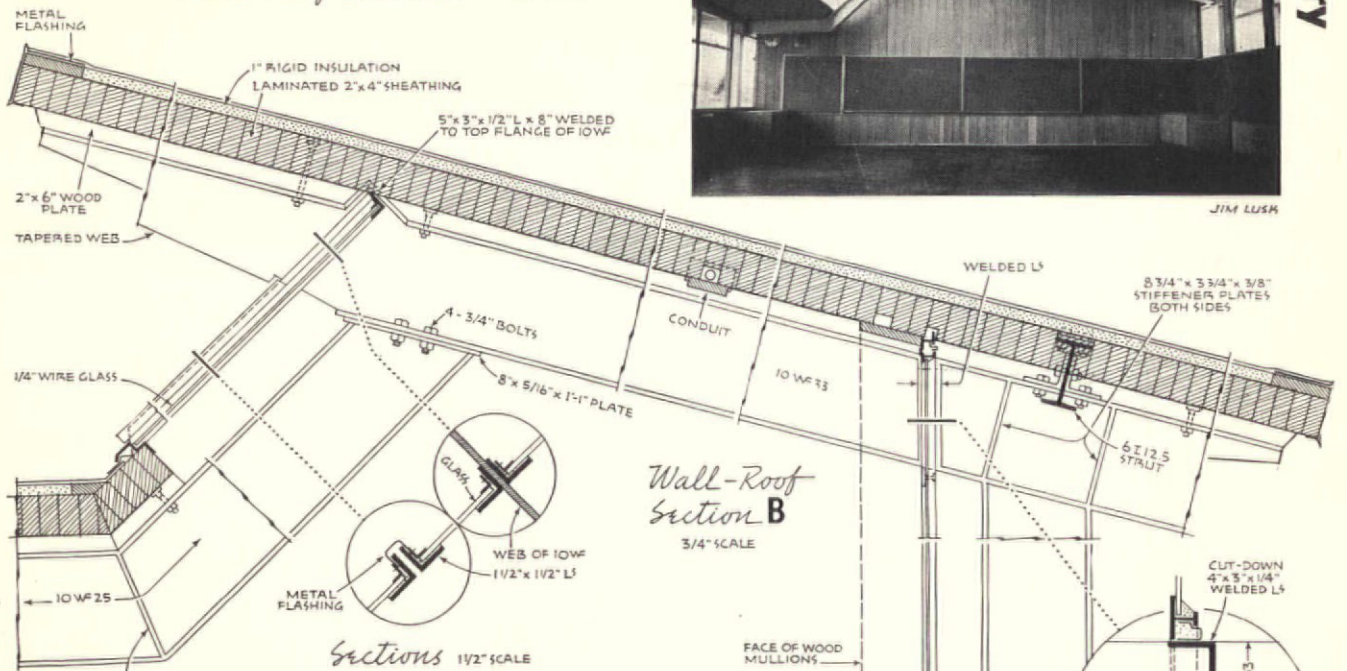 METAL
FLASHING
1" RIGID INSULATION
LAMINATED 2"x4" SHEATHING
5"x3"x1/2" L x 8" WELDED
TO TOP FLANGE OF 10WF
JIM LUSK
2"x6" WOOD
PLATE
TAPERED WEB
WELDED LS
8 3/4" x 3 3/4" x 3/8"
STIFFENER PLATES
BOTH SIDES
4 - 3/4" BOLTS
CONDUIT
1/4" WIRE GLASS
8" x 5/16" x 1'-1" PLATE
10 WF 33
6 I 12.5
STRUT
GLASS
Wall-Roof
Section B
3/4" SCALE
WEB OF 10WF
1 1/2" x 1 1/2" LS
METAL
FLASHING
10 WF 25
CUT-DOWN
4"x3"x1/4"
WELDED LS
Sections 1 1/2" SCALE
FACE OF WOOD
MULLIONS